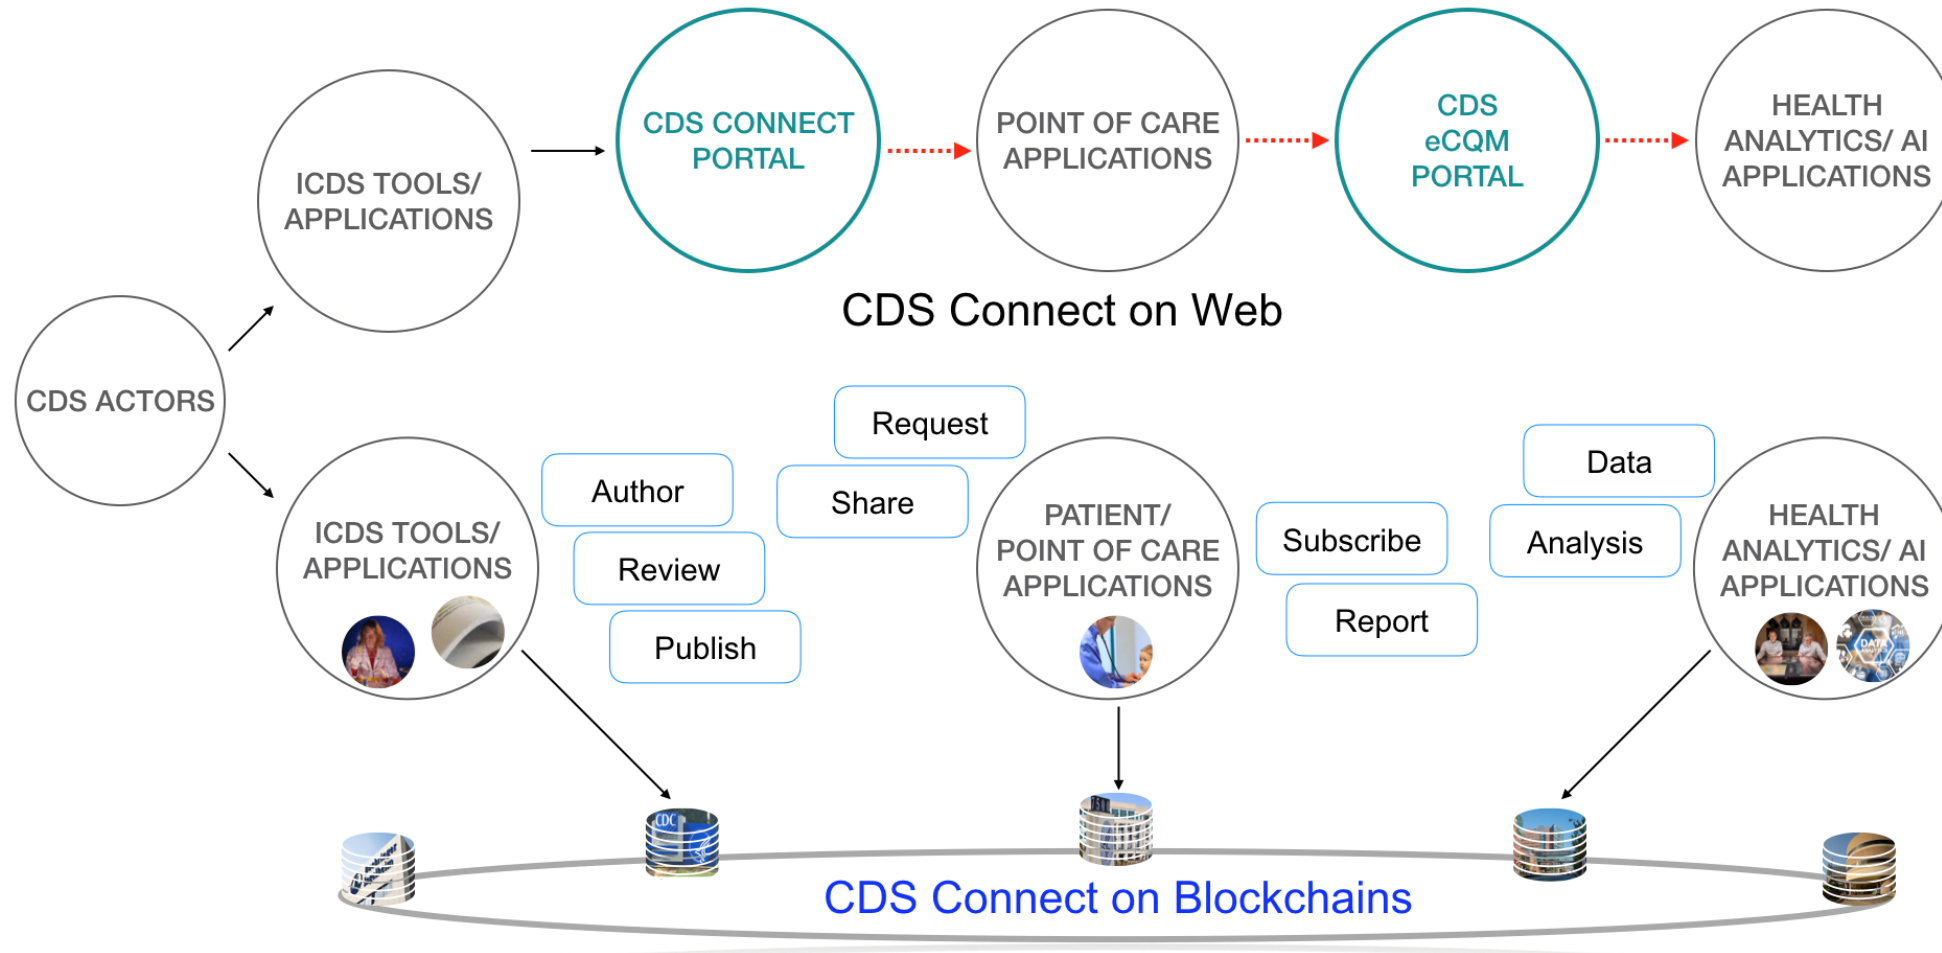 CDS CONNECT
PORTAL
POINT OF CARE
APPLICATIONS
CDS
eCQM
PORTAL
HEALTH
ANALYTICS/ AI
APPLICATIONS
ICDS TOOLS/
APPLICATIONS
CDS Connect on Web
CDS ACTORS
Request
Author
Share
Review
Publish
ICDS TOOLS/
APPLICATIONS
PATIENT/
POINT OF CARE
APPLICATIONS
Data
Subscribe
Analysis
Report
HEALTH
ANALYTICS/ AI
APPLICATIONS
DATA
CDC
CDS Connect on Blockchains